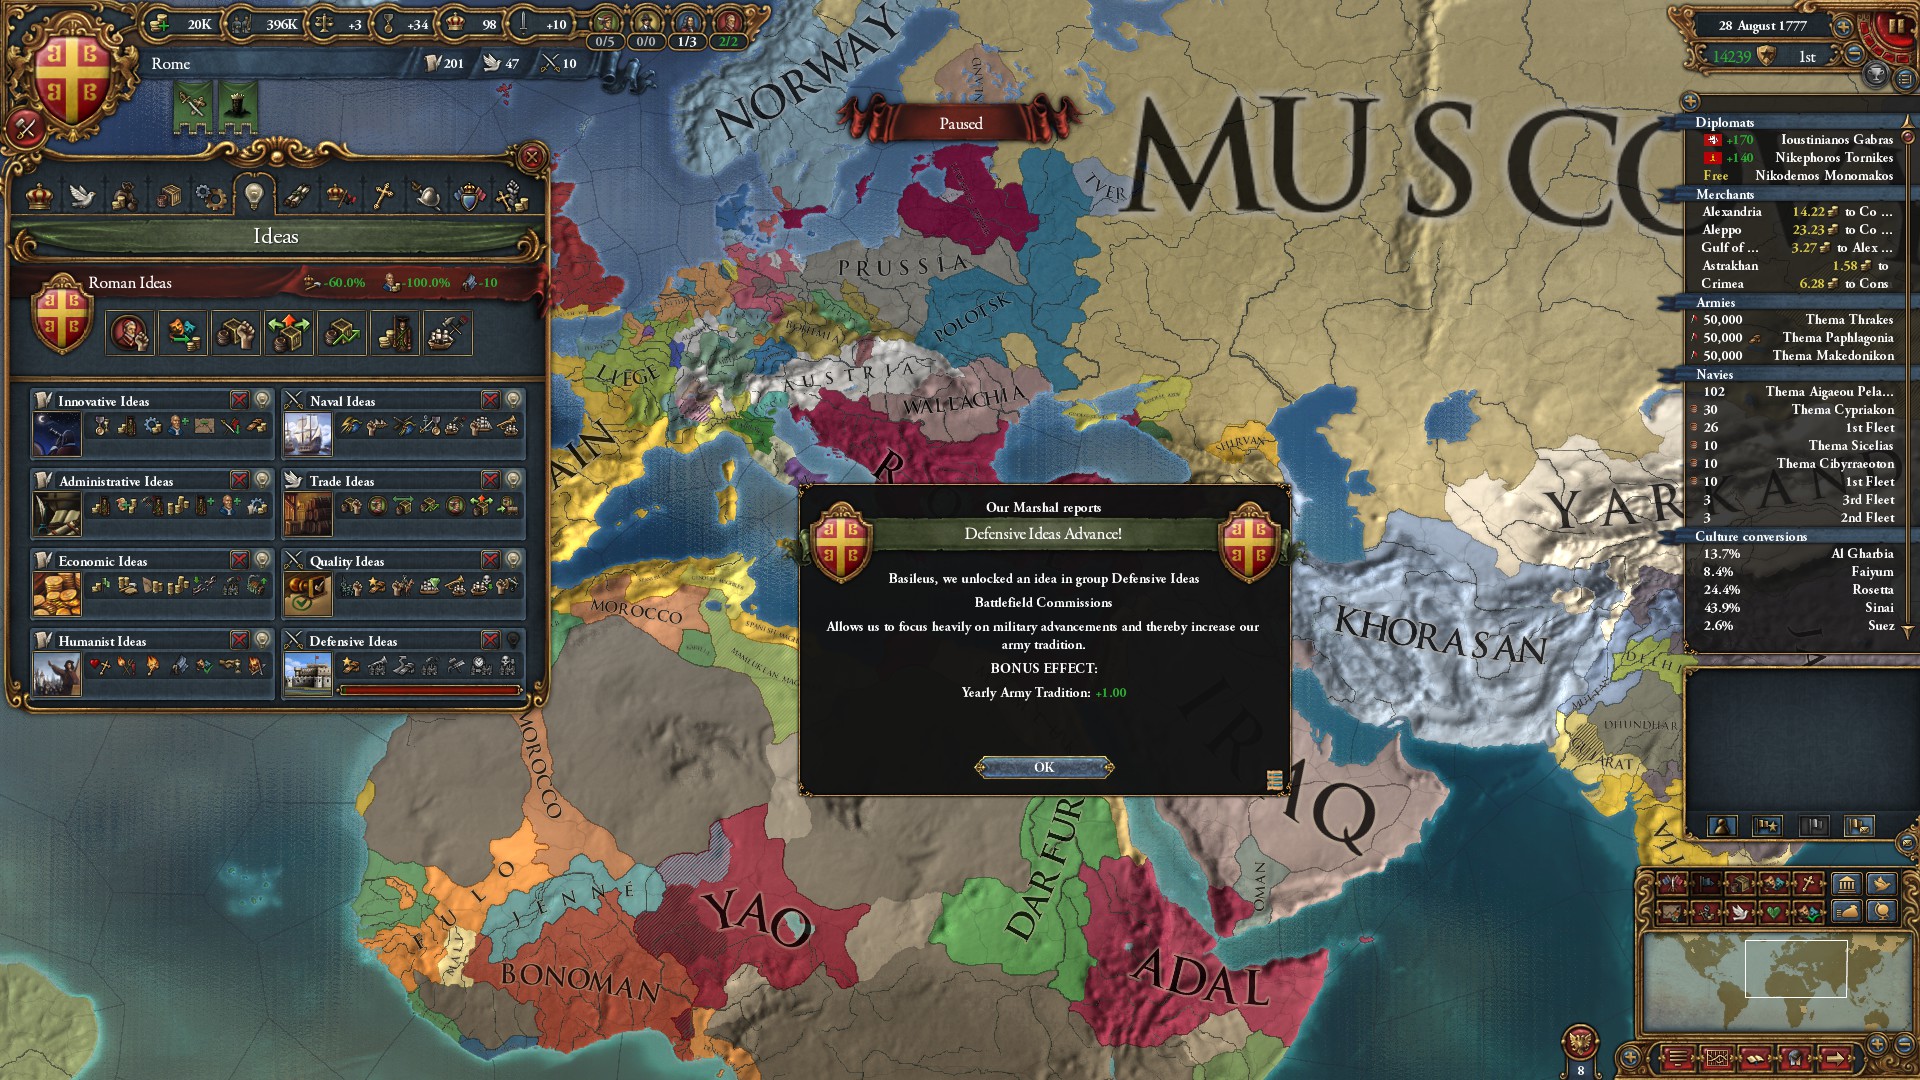 20K
396K
+3
+34
98
+10
0/5
0/0
1/3
2/2
Rome
201
47
10
28 August 1777
14239
1st
Paused
Ideas
Roman Ideas
-60.0%
-100.0%
-10
Innovative Ideas
Naval Ideas
Administrative Ideas
Trade Ideas
Economic Ideas
Quality Ideas
Humanist Ideas
Defensive Ideas
Our Marshal reports
Defensive Ideas Advance!
Basileus, we unlocked an idea in group Defensive Ideas
Battlefield Commissions
Allows us to focus heavily on military advancements and thereby increase our
army tradition.
BONUS EFFECT:
Yearly Army Tradition: +1.00
OK
Diplomats
+170 Ioustinianos Gabras
+140 Nikephoros Tornikes
Free Nikodemos Monomakos
Merchants
Alexandria 14.22 to Co ...
Aleppo 23.23 to Co ...
Gulf of ... 3.27 to Alex ...
Astrakhan 1.58 to
Crimea 6.28 to Cons
Armies
50,000 Thema Thrakes
50,000 Thema Paphlagonia
50,000 Thema Makedonikon
Navies
102 Thema Aigaeou Pela...
30 Thema Cypriakon
26 1st Fleet
10 Thema Sicelias
10 Thema Cibyrraeoton
10 1st Fleet
3 3rd Fleet
3 2nd Fleet
Culture conversions
13.7% Al Gharbia
8.4% Faiyum
24.4% Rosetta
43.9% Sinai
2.6% Suez
NORWAY
MUSCO
TVER
PRUSSIA
POLOTSK
BOHEMIA
LIEGE
AUSTRIA
WALLACHIA
AIN
R
SHIRVAN
YARKAN
KHORASAN
DELHI
DHUNDHAR
MOROCCO
MOROCCO
IRAQ
OMAN
FULO
JENNÉ
MALI
BONOMAN
YAO
DARFUR
ADAL
VIJ
8